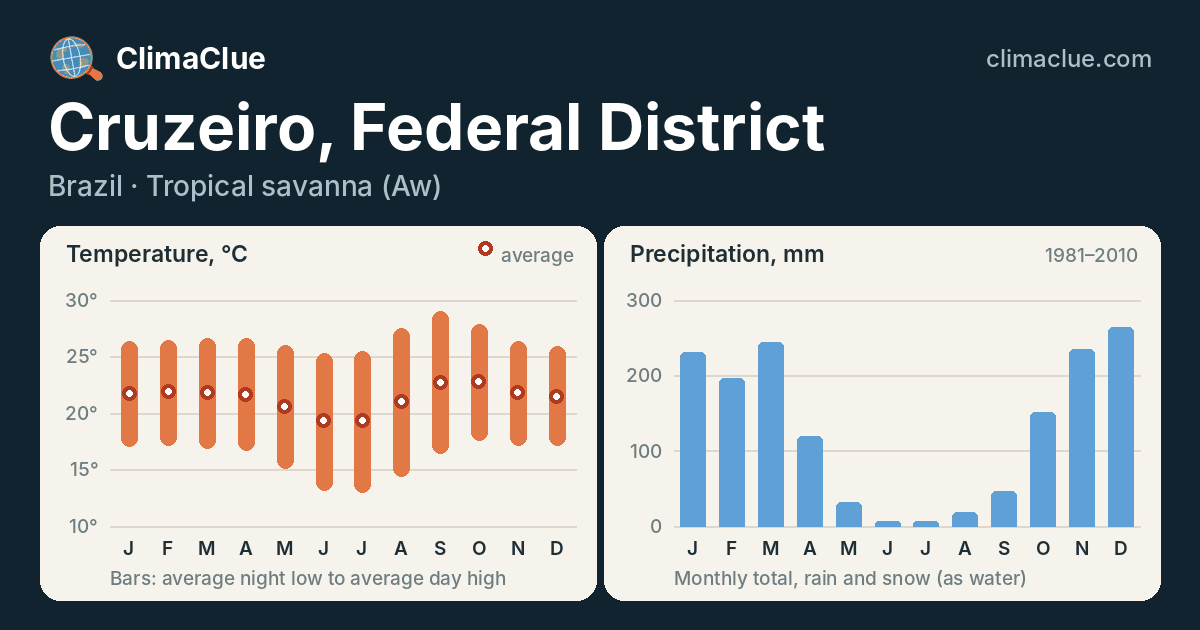 ClimaClue
climaclue.com
Cruzeiro, Federal District
Brazil · Tropical savanna (Aw)
Temperature, °C
average
30°
25°
20°
15°
10°
J F M A M J J A S O N D
Bars: average night low to average day high
Precipitation, mm
1981–2010
300
200
100
0
J F M A M J J A S O N D
Monthly total, rain and snow (as water)